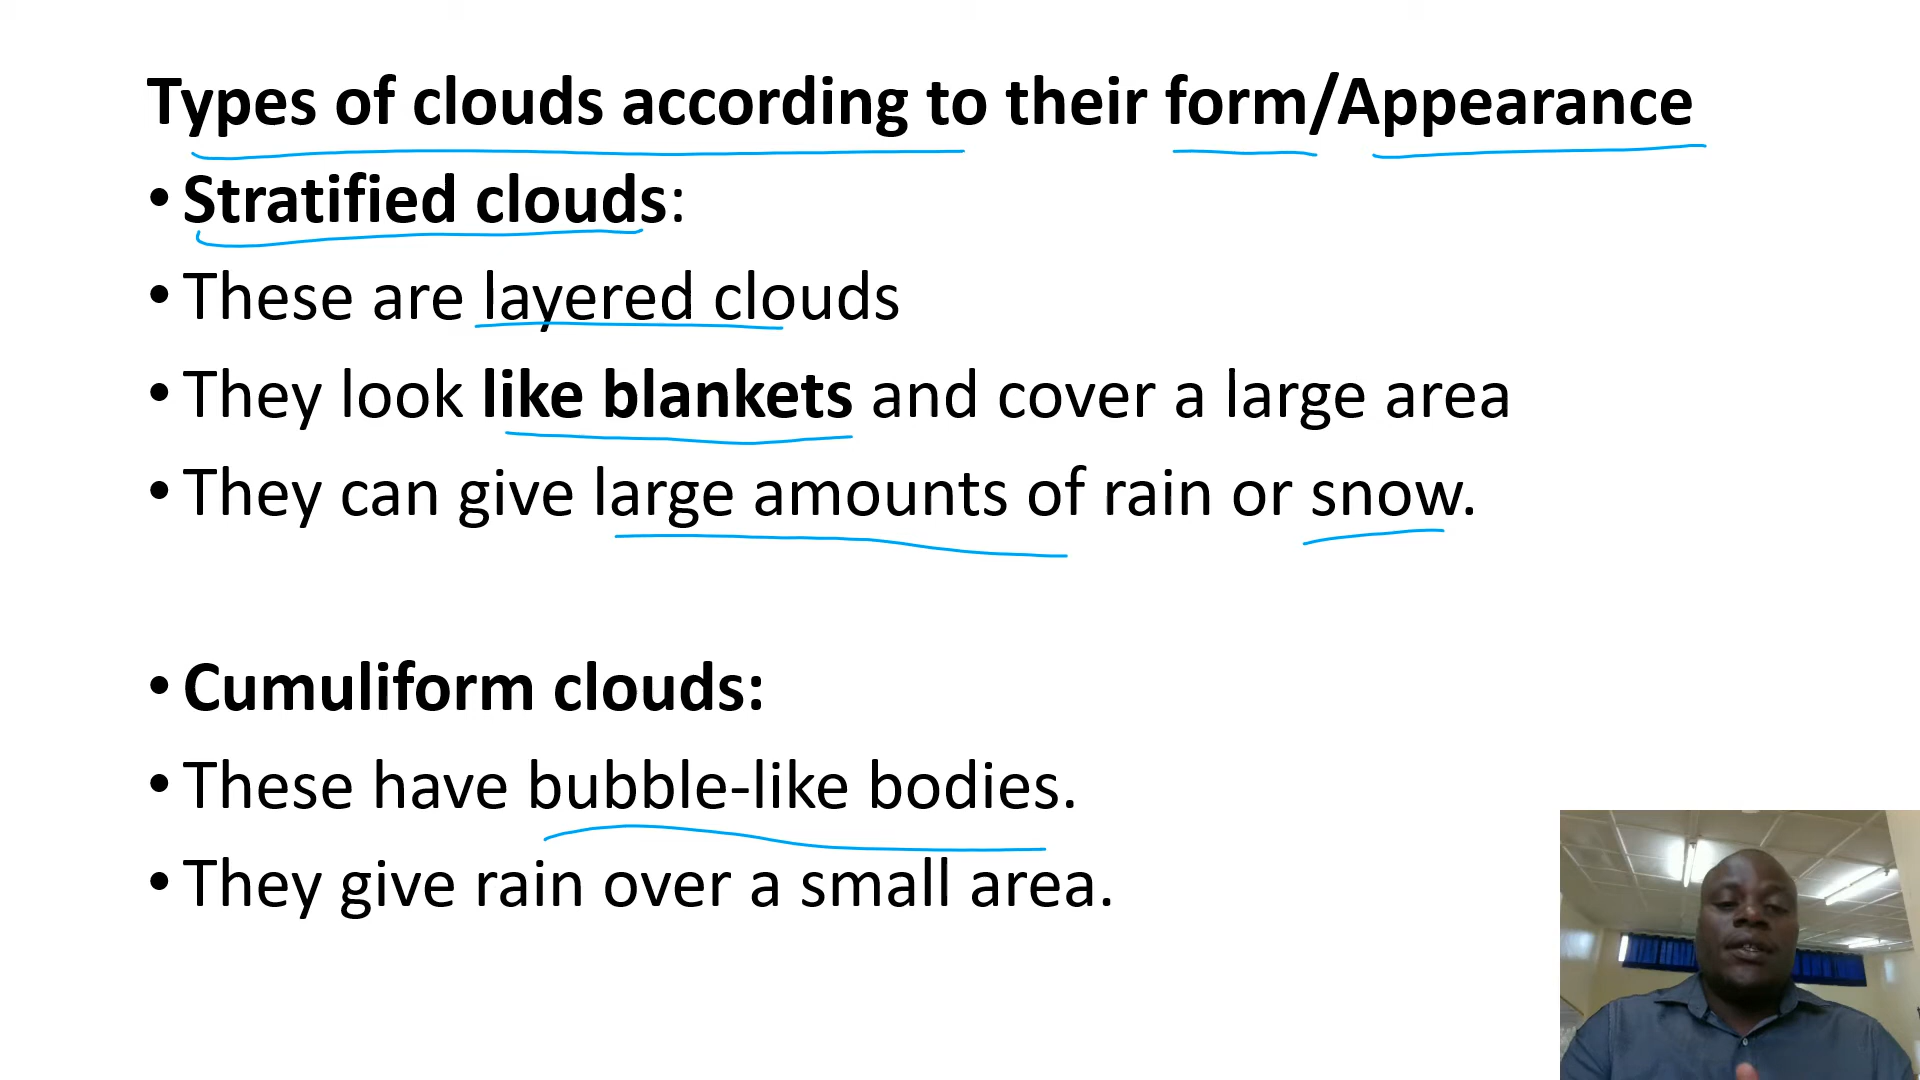 Types of clouds according to their form/Appearance
• Stratified clouds:
• These are layered clouds
• They look like blankets and cover a large area
• They can give large amounts of rain or snow.
• Cumuliform clouds:
• These have bubble-like bodies.
• They give rain over a small area.